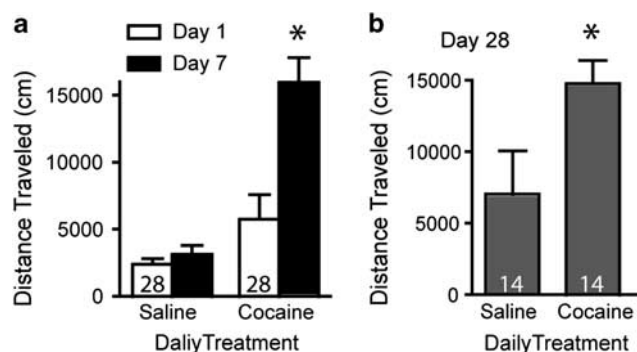 a
Day 1
Day 7
*
Distance Traveled (cm)
15000
10000
5000
0
28
28
Saline
Cocaine
DaliyTreatment
b
Day 28
*
Distance Traveled (cm)
15000
10000
5000
0
14
14
Saline
Cocaine
DailyTreatment